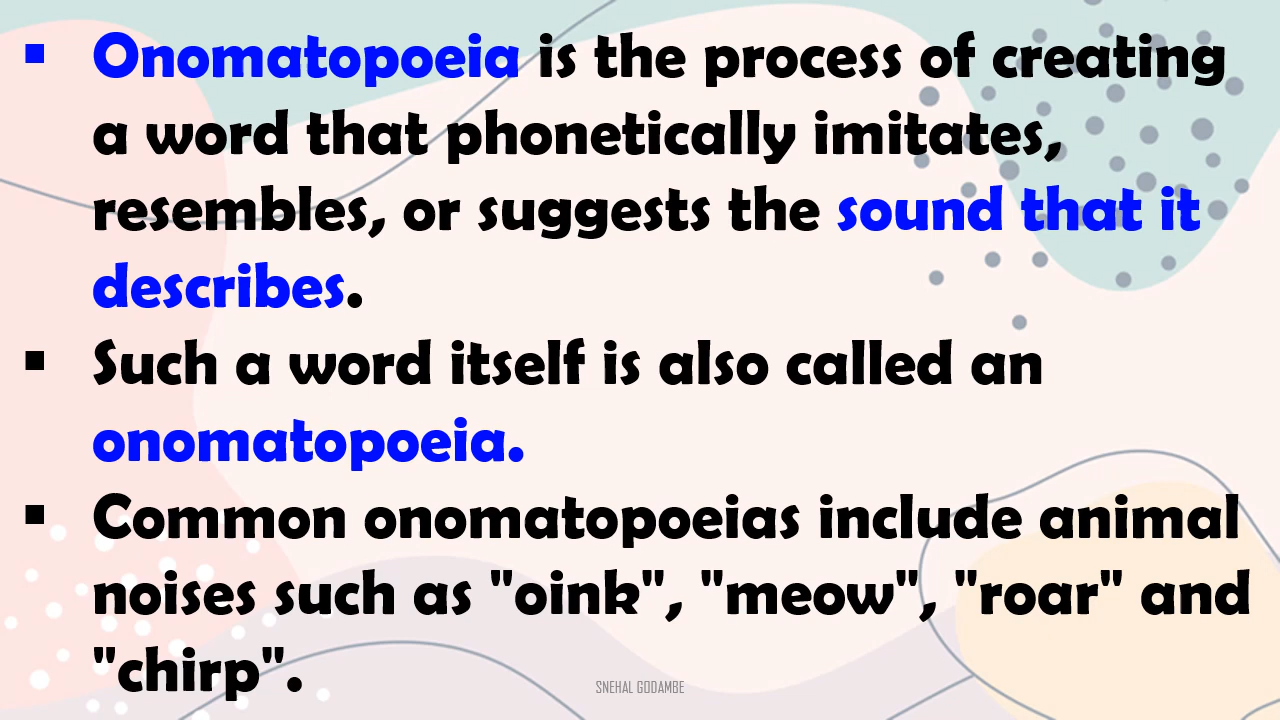 ▪ Onomatopoeia is the process of creating
a word that phonetically imitates,
resembles, or suggests the sound that it
describes.
▪ Such a word itself is also called an
onomatopoeia.
▪ Common onomatopoeias include animal
noises such as "oink", "meow", "roar" and
"chirp".
SNEHAL GODAMBE